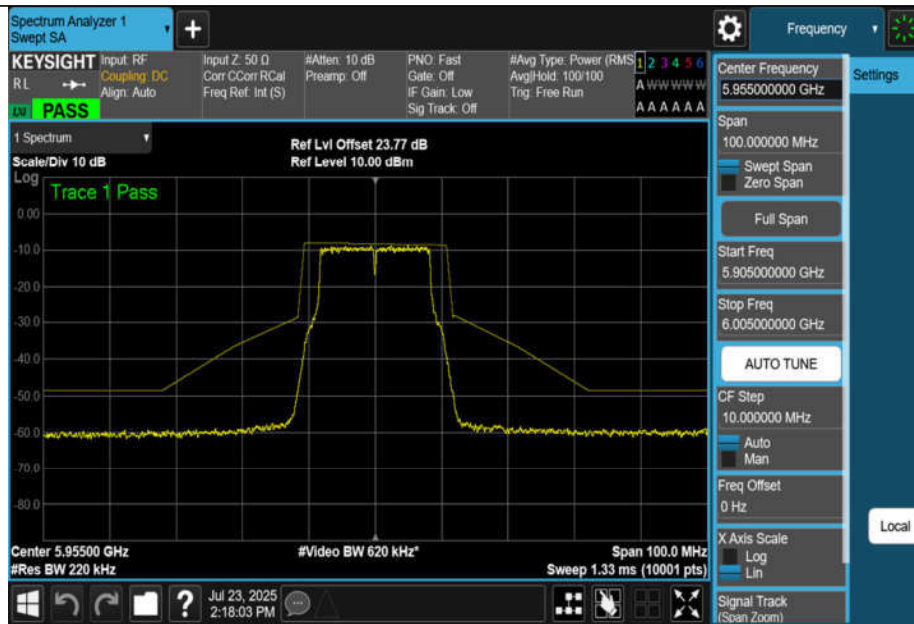 Spectrum Analyzer 1
Swept SA
+
Frequency
KEYSIGHT
RL
LXI PASS
Input: RF
Coupling: DC
Align: Auto
Input Z: 50 Ω
Corr CCorr RCal
Freq Ref: Int (S)
#Atten: 10 dB
Preamp: Off
PNO: Fast
Gate: Off
IF Gain: Low
Sig Track: Off
#Avg Type: Power (RMS
Avg|Hold: 100/100
Trig: Free Run
1 2 3 4 5 6
A W W W W W
A A A A A A
1 Spectrum
Scale/Div 10 dB
Ref Lvl Offset 23.77 dB
Ref Level 10.00 dBm
Log
Trace 1 Pass
0.00
-10.0
-20.0
-30.0
-40.0
-50.0
-60.0
-70.0
-80.0
Center 5.95500 GHz
#Res BW 220 kHz
#Video BW 620 kHz*
Span 100.0 MHz
Sweep 1.33 ms (10001 pts)
?
Jul 23, 2025
2:18:03 PM
Center Frequency
5.955000000 GHz
Span
100.000000 MHz
Swept Span
Zero Span
Full Span
Start Freq
5.905000000 GHz
Stop Freq
6.005000000 GHz
AUTO TUNE
CF Step
10.000000 MHz
Auto
Man
Freq Offset
0 Hz
X Axis Scale
Log
Lin
Signal Track
(Span Zoom)
Settings
Local